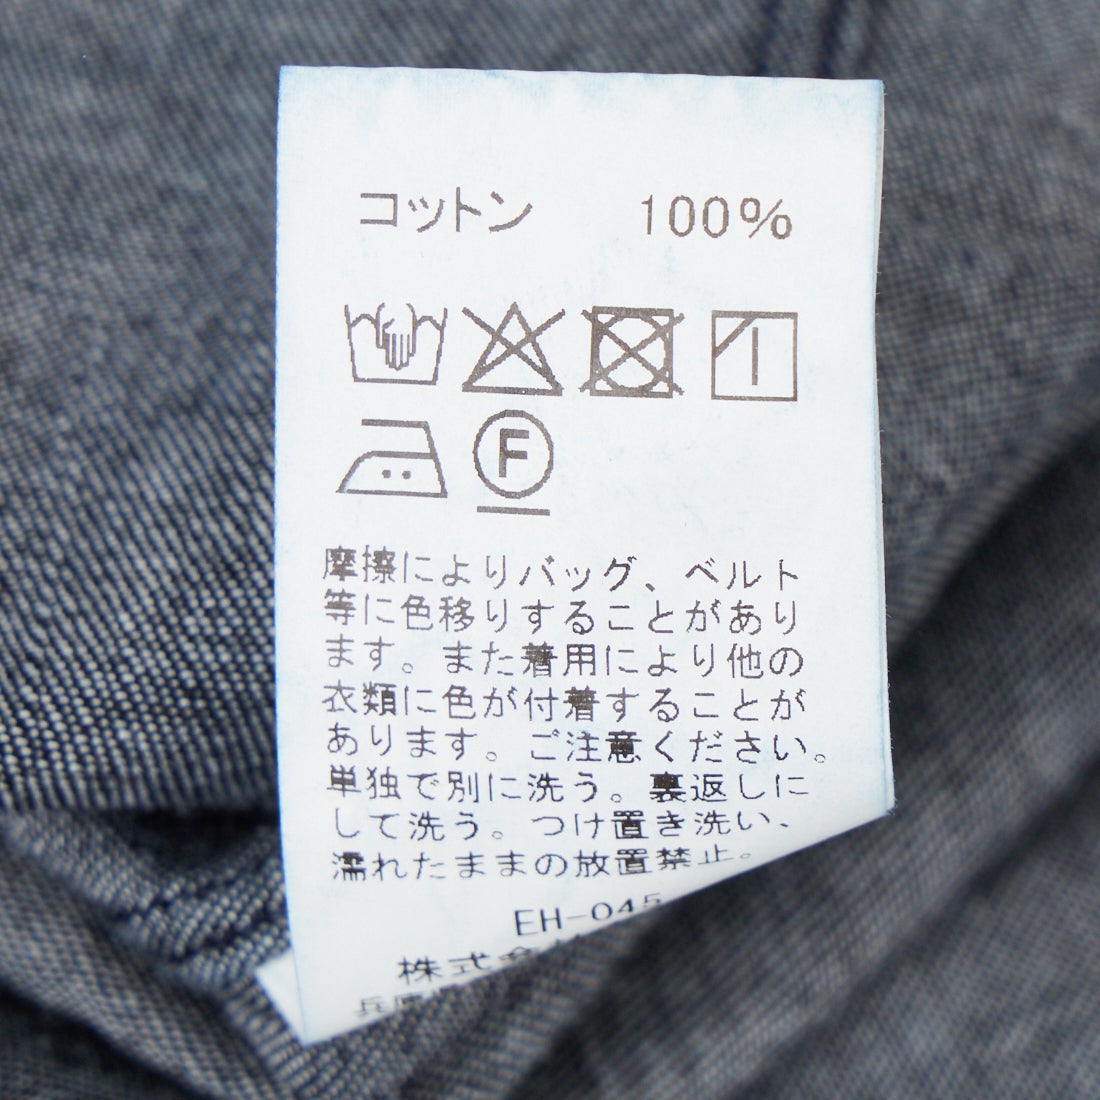 コットン 100%
F
摩擦によりバッグ、ベルト
等に色移りすることがあり
ます。また着用により他の
衣類に色が付着することが
あります。ご注意ください。
単独で別に洗う。裏返しに
して洗う。つけ置き洗い、
濡れたままの放置禁止。
EH-045
株式会
兵庫